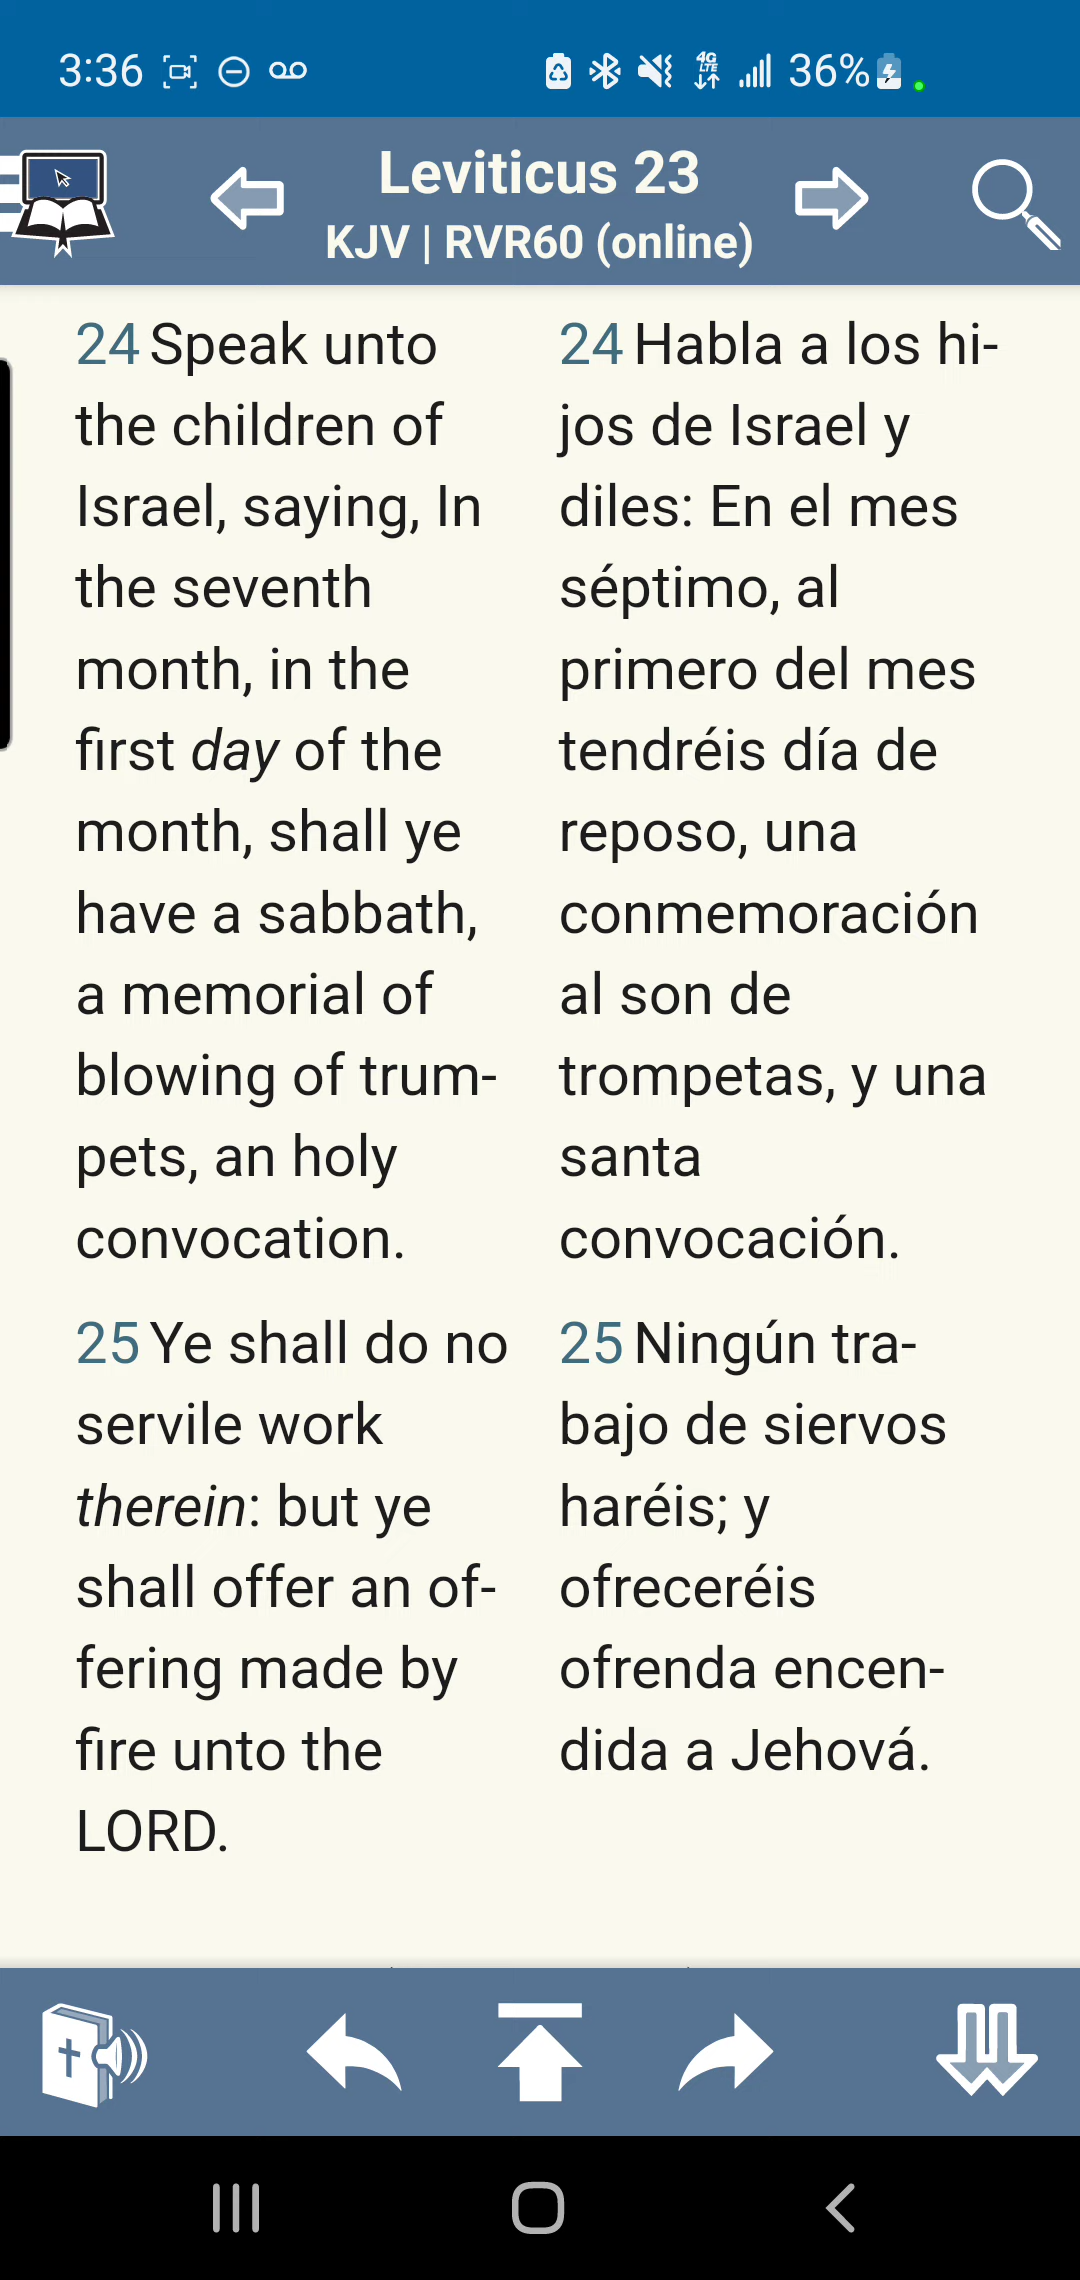 3:36
4G
LTE
36%
Leviticus 23
KJV | RVR60 (online)
24 Speak unto
the children of
Israel, saying, In
the seventh
month, in the
first day of the
month, shall ye
have a sabbath,
a memorial of
blowing of trum-
pets, an holy
convocation.
25 Ye shall do no
servile work
therein: but ye
shall offer an of-
fering made by
fire unto the
LORD.
24 Habla a los hi-
jos de Israel y
diles: En el mes
séptimo, al
primero del mes
tendréis día de
reposo, una
conmemoración
al son de
trompetas, y una
santa
convocación.
25 Ningún tra-
bajo de siervos
haréis; y
ofreceréis
ofrenda encen-
dida a Jehová.